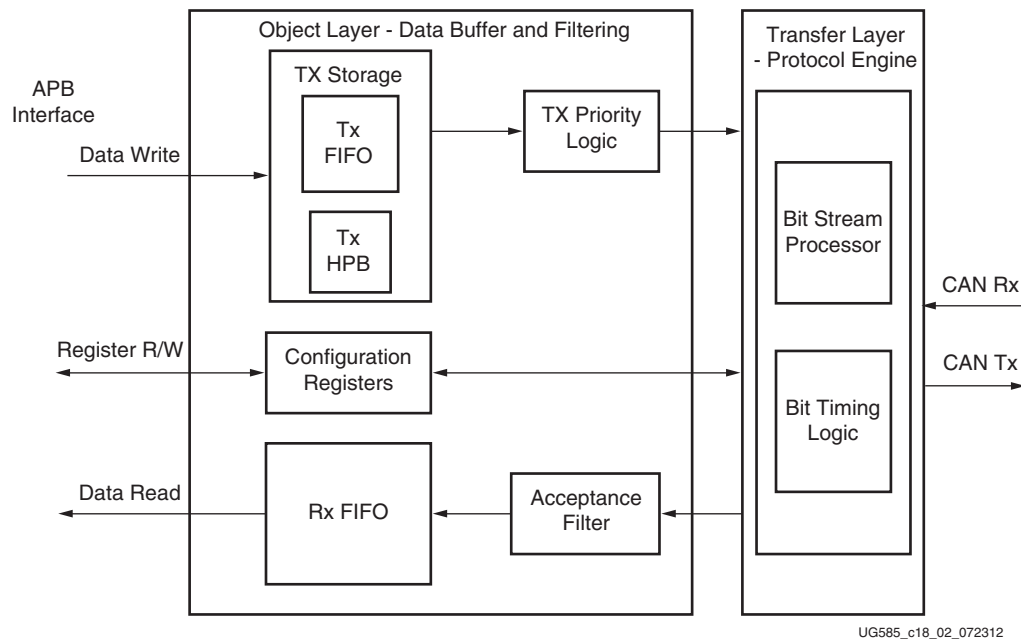 Object Layer - Data Buffer and Filtering
Transfer Layer
- Protocol Engine
APB
Interface
TX Storage
Tx
FIFO
TX Priority
Logic
Data Write
Tx
HPB
Bit Stream
Processor
CAN Rx
Register R/W
Configuration
Registers
CAN Tx
Bit Timing
Logic
Data Read
Rx FIFO
Acceptance
Filter
UG585_c18_02_072312